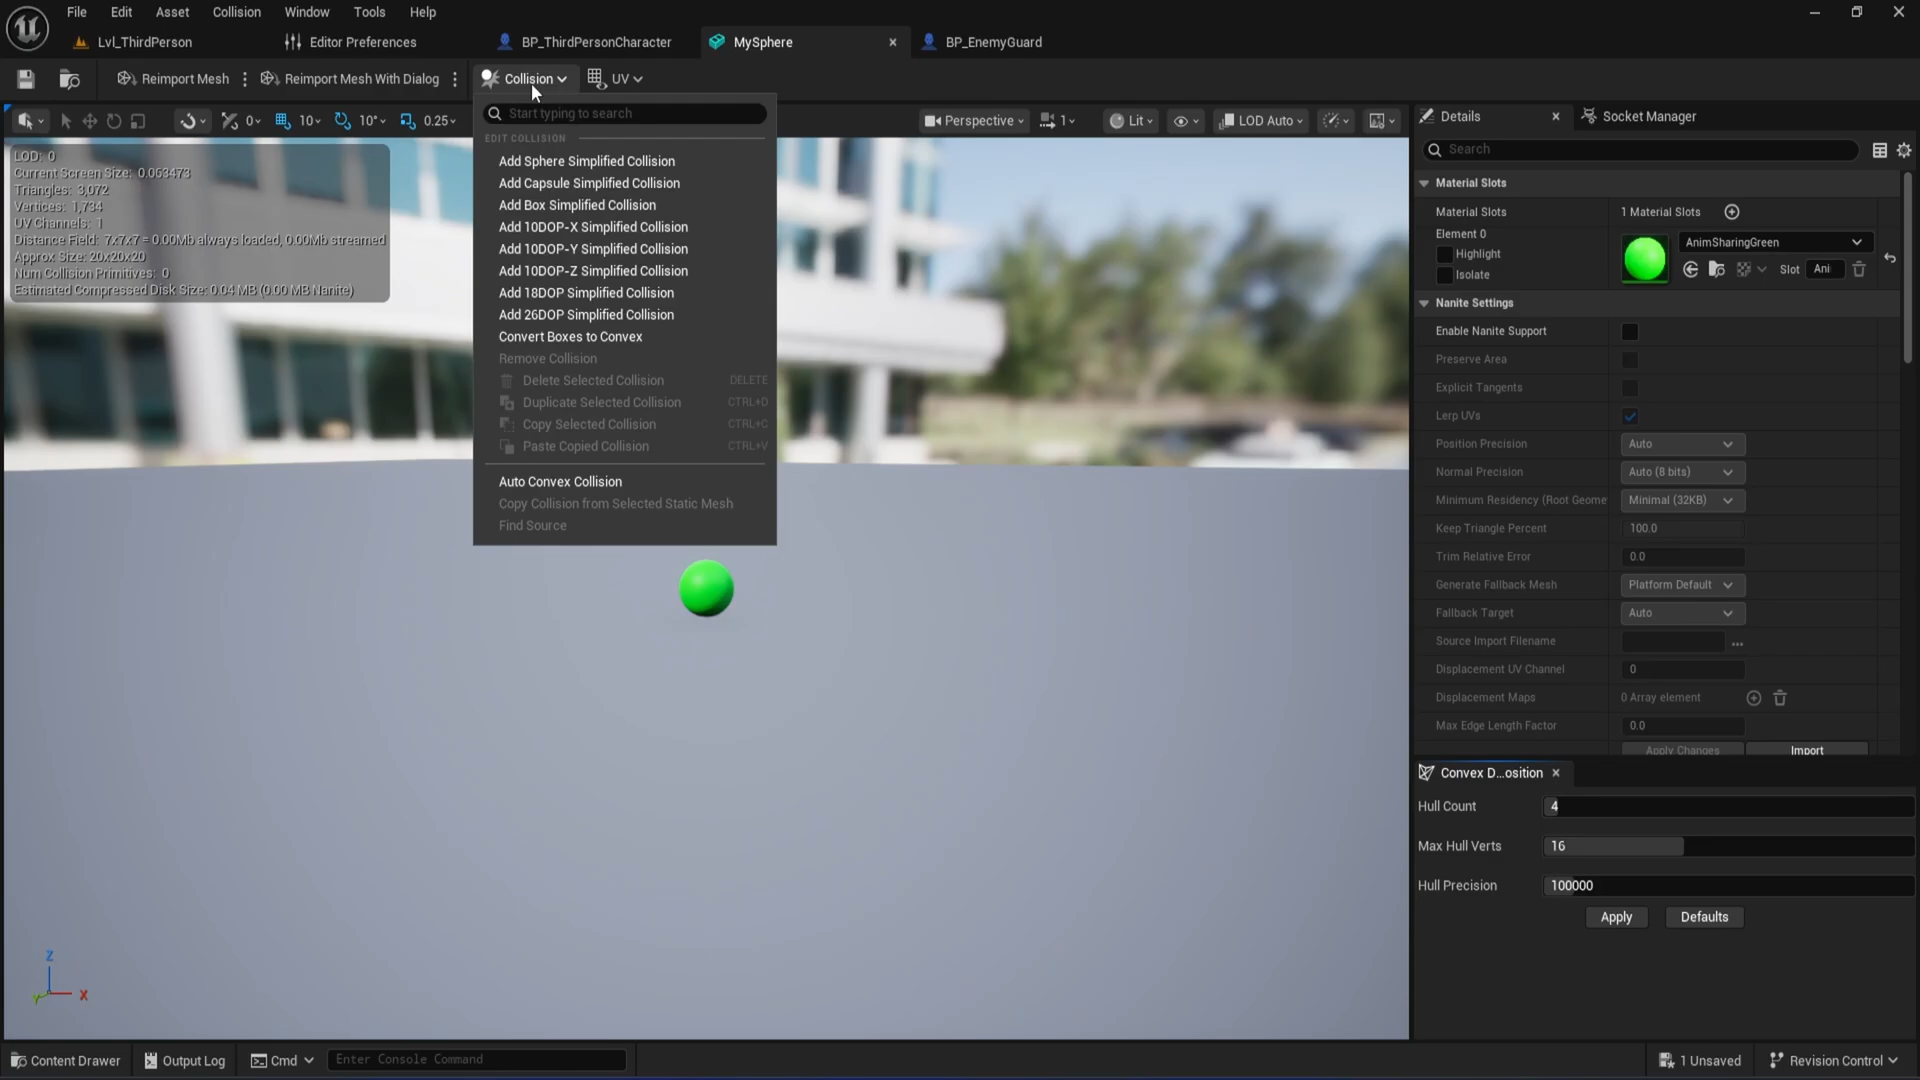 File Edit Asset Collision Window Tools Help
Lvl_ThirdPerson Editor Preferences BP_ThirdPersonCharacter MySphere BP_EnemyGuard
Reimport Mesh Reimport Mesh With Dialog Collision UV
Start typing to search
EDIT COLLISION
Add Sphere Simplified Collision
Add Capsule Simplified Collision
Add Box Simplified Collision
Add 10DOP-X Simplified Collision
Add 10DOP-Y Simplified Collision
Add 10DOP-Z Simplified Collision
Add 18DOP Simplified Collision
Add 26DOP Simplified Collision
Convert Boxes to Convex
Remove Collision
Delete Selected Collision DELETE
Duplicate Selected Collision CTRL+D
Copy Selected Collision CTRL+C
Paste Copied Collision CTRL+V
Auto Convex Collision
Copy Collision from Selected Static Mesh
Find Source
0 10 10° 0.25 Perspective 1 Lit LOD Auto
LOD: 0
Current Screen Size: 0.063473
Triangles: 3,072
Vertices: 1,734
UV Channels: 1
Distance Field: 7x7x7 = 0.00Mb always loaded, 0.00Mb streamed
Approx Size: 20x20x20
Num Collision Primitives: 0
Estimated Compressed Disk Size: 0.04 MB (0.00 MB Nanite)
Z
Y X
Details Socket Manager
Search
Material Slots
Material Slots 1 Material Slots
Element 0
Highlight
Isolate
AnimSharingGreen
Slot Ani
Nanite Settings
Enable Nanite Support
Preserve Area
Explicit Tangents
Lerp UVs
Position Precision Auto
Normal Precision Auto (8 bits)
Minimum Residency (Root Geome Minimal (32KB)
Keep Triangle Percent 100.0
Trim Relative Error 0.0
Generate Fallback Mesh Platform Default
Fallback Target Auto
Source Import Filename ...
Displacement UV Channel 0
Displacement Maps 0 Array element
Max Edge Length Factor 0.0
Apply Changes Import
Convex D...osition
Hull Count 4
Max Hull Verts 16
Hull Precision 100000
Apply Defaults
Content Drawer Output Log Cmd Enter Console Command 1 Unsaved Revision Control